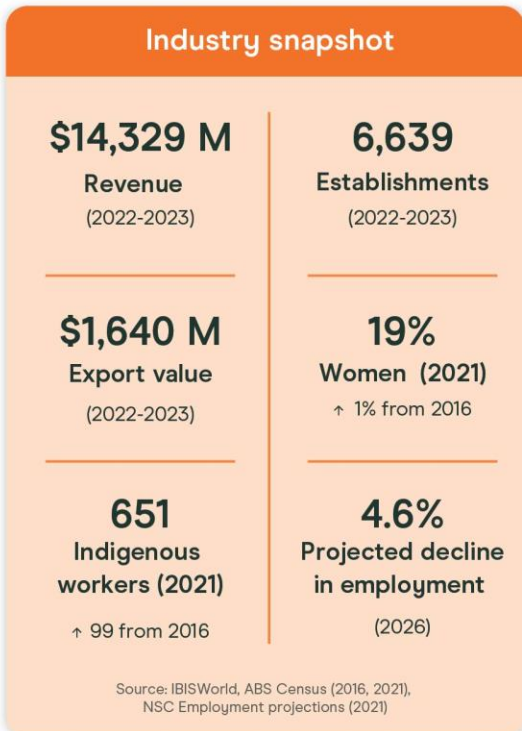 Industry snapshot
$14,329 M
Revenue
(2022-2023)
6,639
Establishments
(2022-2023)
$1,640 M
Export value
(2022-2023)
19%
Women (2021)
↑ 1% from 2016
651
Indigenous
workers (2021)
↑ 99 from 2016
4.6%
Projected decline
in employment
(2026)
Source: IBISWorld, ABS Census (2016, 2021),
NSC Employment projections (2021)